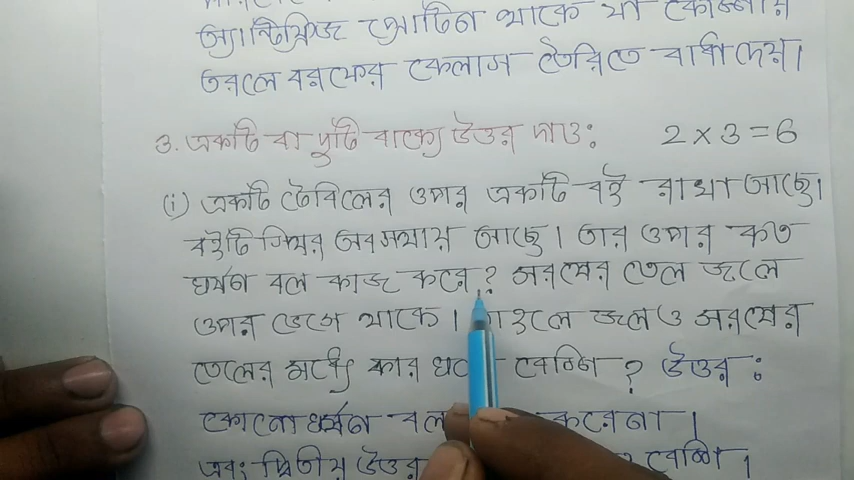 অ্যান্টিফ্রিজ প্রোটিন থাকে যা কোষের
তরলে বরফের কেলাস তৈরিতে বাধা দেয়।
৩. একটি বা দুটি বাক্যে উত্তর দাও: 2 x 3 = 6
(i) একটি টেবিলের ওপর একটি বই রাখা আছে।
বইটি স্থির অবস্থায় আছে। তার ওপর কত
ঘর্ষণ বল কাজ করে? সরষের তেল জলে
ওপর ভেসে থাকে। তাহলে জল ও সরষের
তেলের মধ্যে কার বেশি? উত্তর:
কোনো ঘর্ষণ বল করেনা।
এবং দ্বিতীয় উত্তর বেশি।